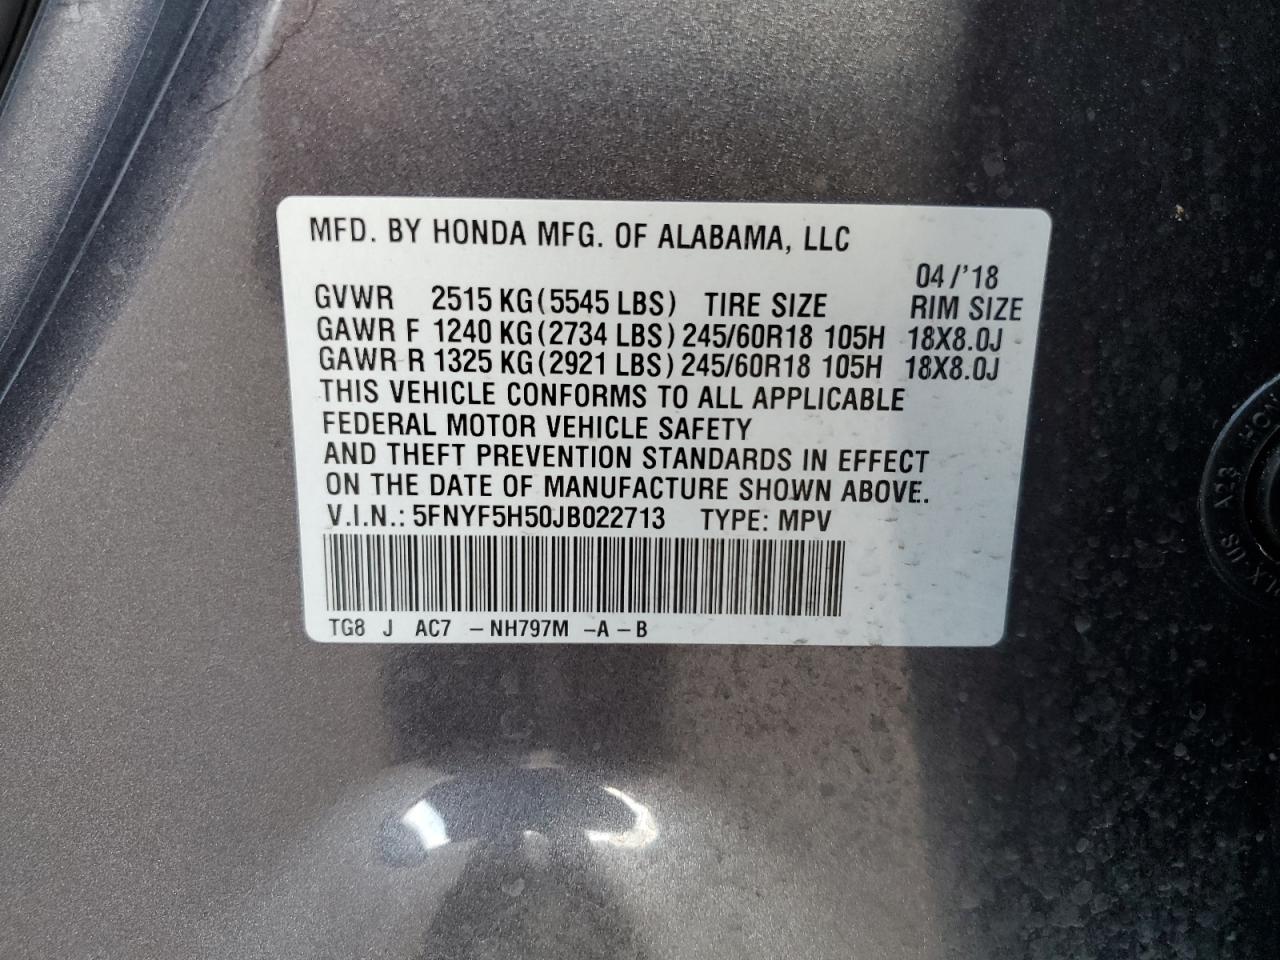 MFD. BY HONDA MFG. OF ALABAMA, LLC
04/'18
GVWR 2515 KG (5545 LBS) TIRE SIZE RIM SIZE
GAWR F 1240 KG (2734 LBS) 245/60R18 105H 18X8.0J
GAWR R 1325 KG (2921 LBS) 245/60R18 105H 18X8.0J
THIS VEHICLE CONFORMS TO ALL APPLICABLE
FEDERAL MOTOR VEHICLE SAFETY
AND THEFT PREVENTION STANDARDS IN EFFECT
ON THE DATE OF MANUFACTURE SHOWN ABOVE.
V.I.N.: 5FNYF5H50JB022713 TYPE: MPV
TG8 J AC7 -NH797M -A-B